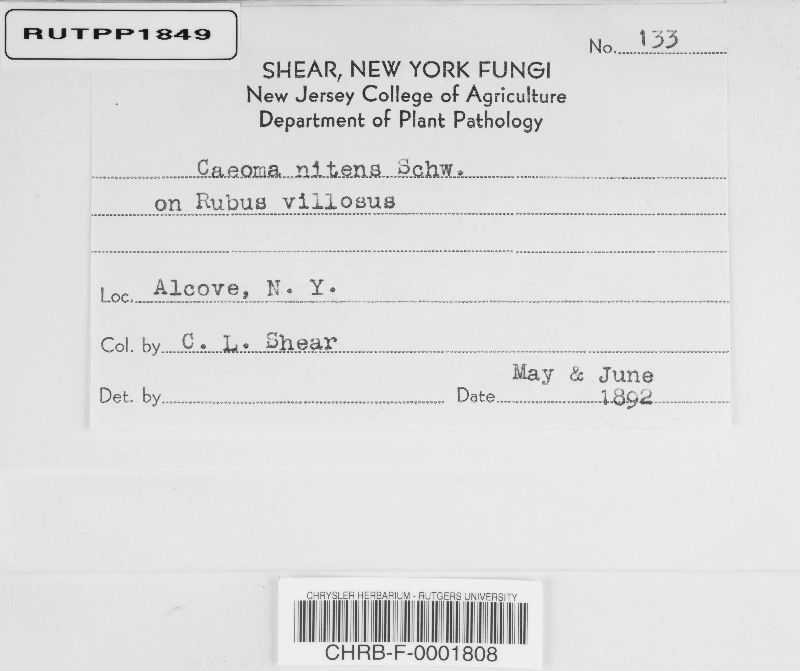 RUTPP1849
No. 133
SHEAR, NEW YORK FUNGI
New Jersey College of Agriculture
Department of Plant Pathology
Caeoma nitens Schw.
on Rubus villosus
Loc. Alcove, N. Y.
Col. by C. L. Shear
May & June
Det. by Date 1892
CHRYSLER HERBARIUM - RUTGERS UNIVERSITY
CHRB-F-0001808